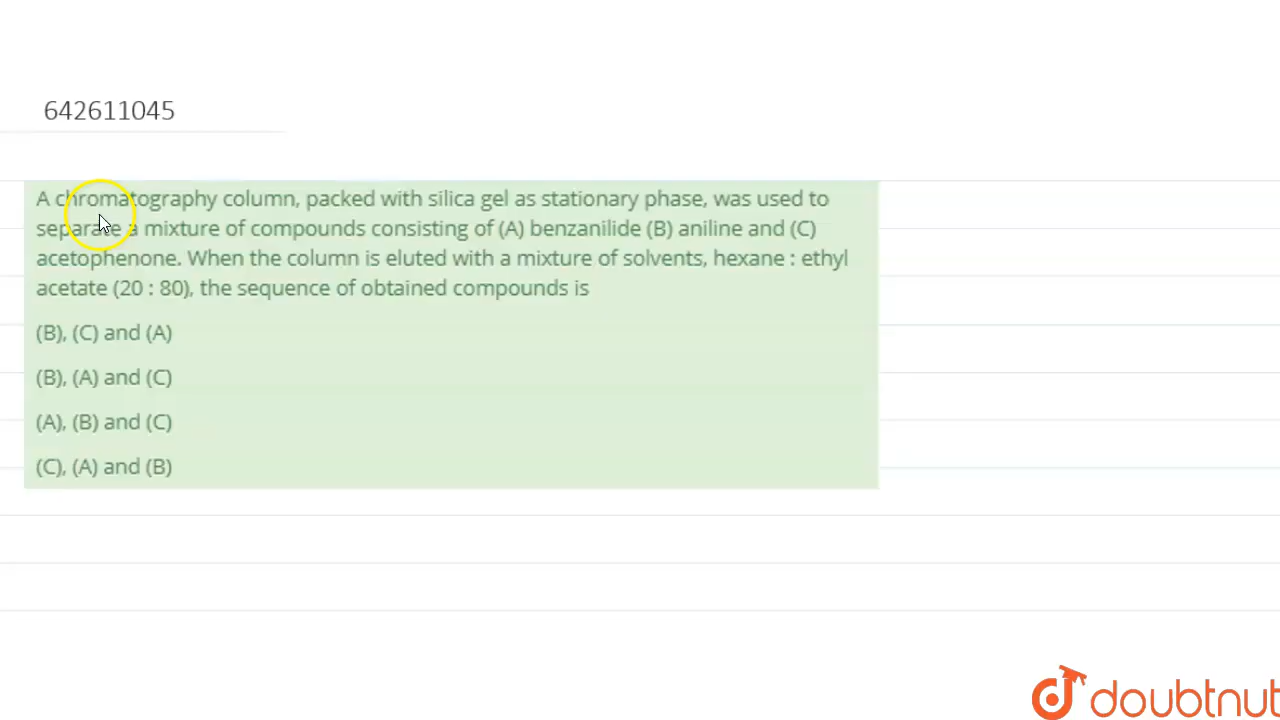 642611045
A chromatography column, packed with silica gel as stationary phase, was used to
separate a mixture of compounds consisting of (A) benzanilide (B) aniline and (C)
acetophenone. When the column is eluted with a mixture of solvents, hexane : ethyl
acetate (20 : 80), the sequence of obtained compounds is
(B), (C) and (A)
(B), (A) and (C)
(A), (B) and (C)
(C), (A) and (B)
doubtnut